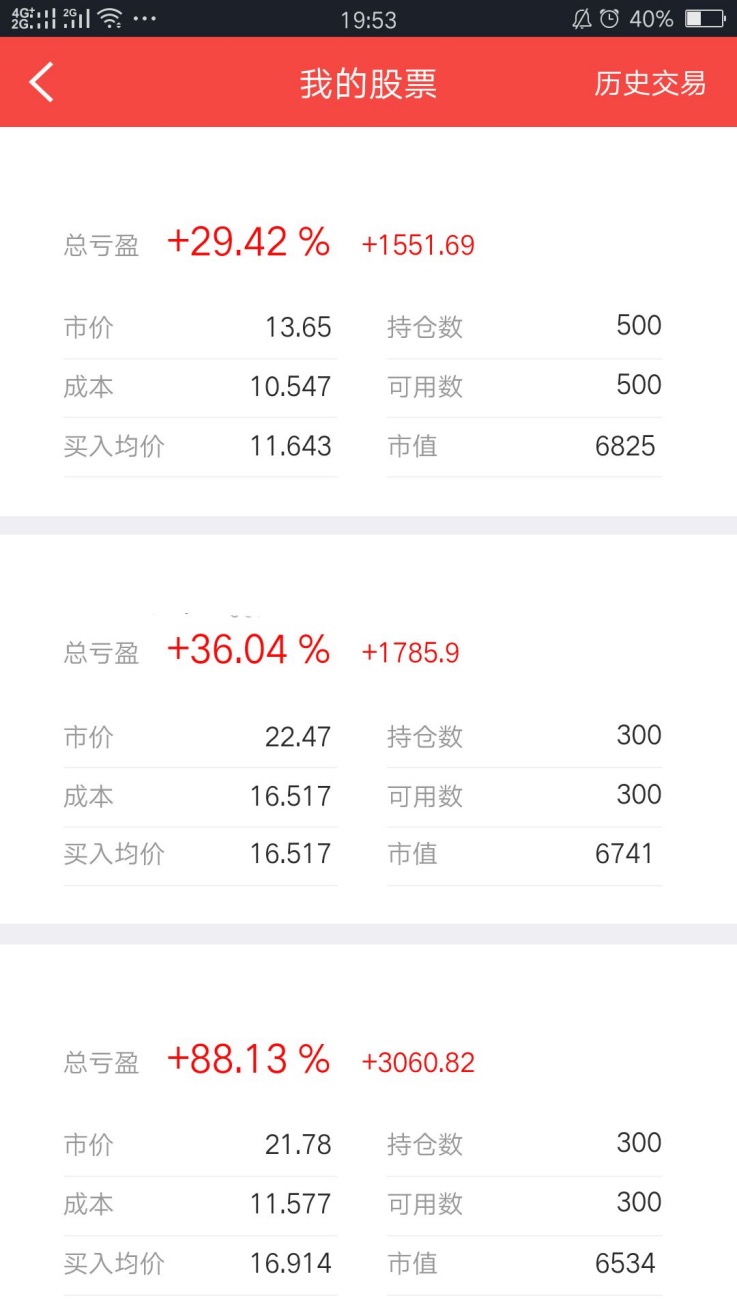 4G+ 2G 2G ... 19:53 40%
我的股票 历史交易
总亏盈 +29.42 % +1551.69
市价 13.65 持仓数 500
成本 10.547 可用数 500
买入均价 11.643 市值 6825
总亏盈 +36.04 % +1785.9
市价 22.47 持仓数 300
成本 16.517 可用数 300
买入均价 16.517 市值 6741
总亏盈 +88.13 % +3060.82
市价 21.78 持仓数 300
成本 11.577 可用数 300
买入均价 16.914 市值 6534